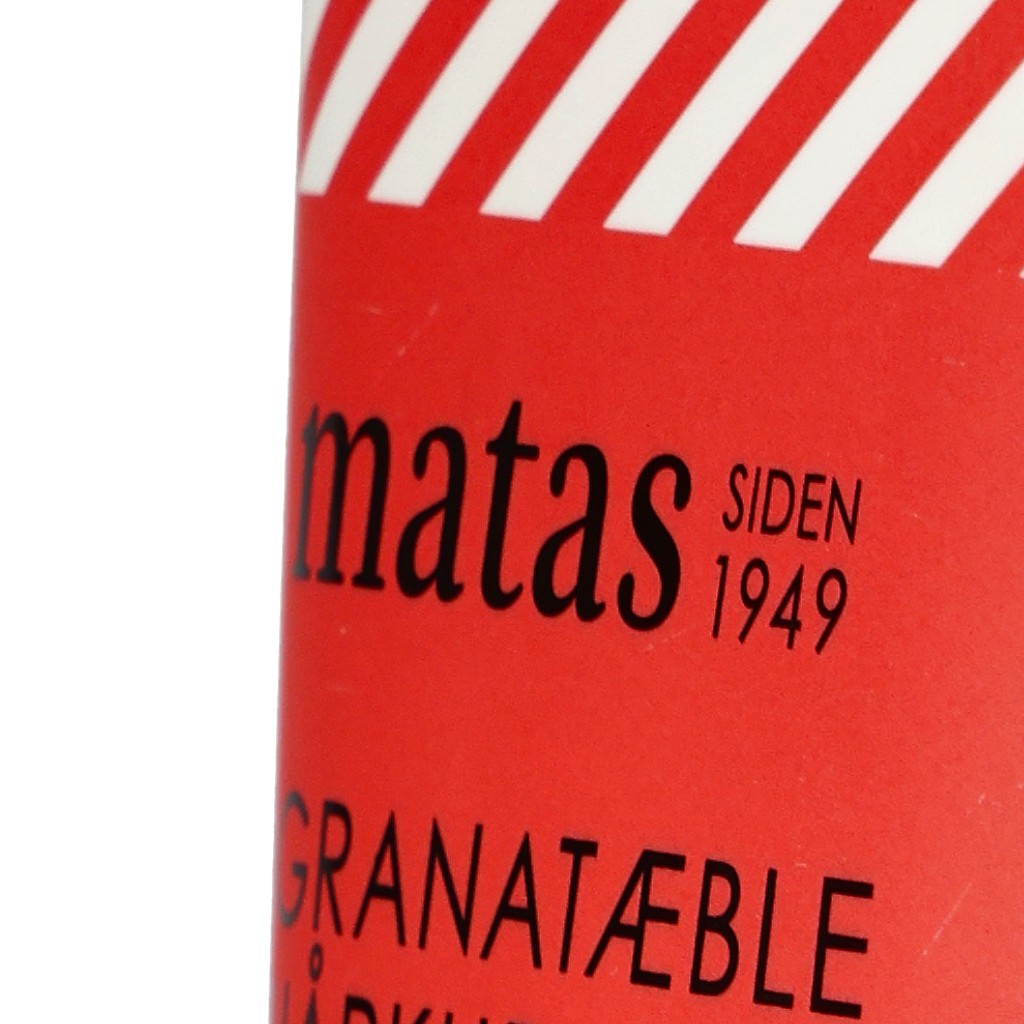 matas SIDEN
1949
GRANATÆBLE